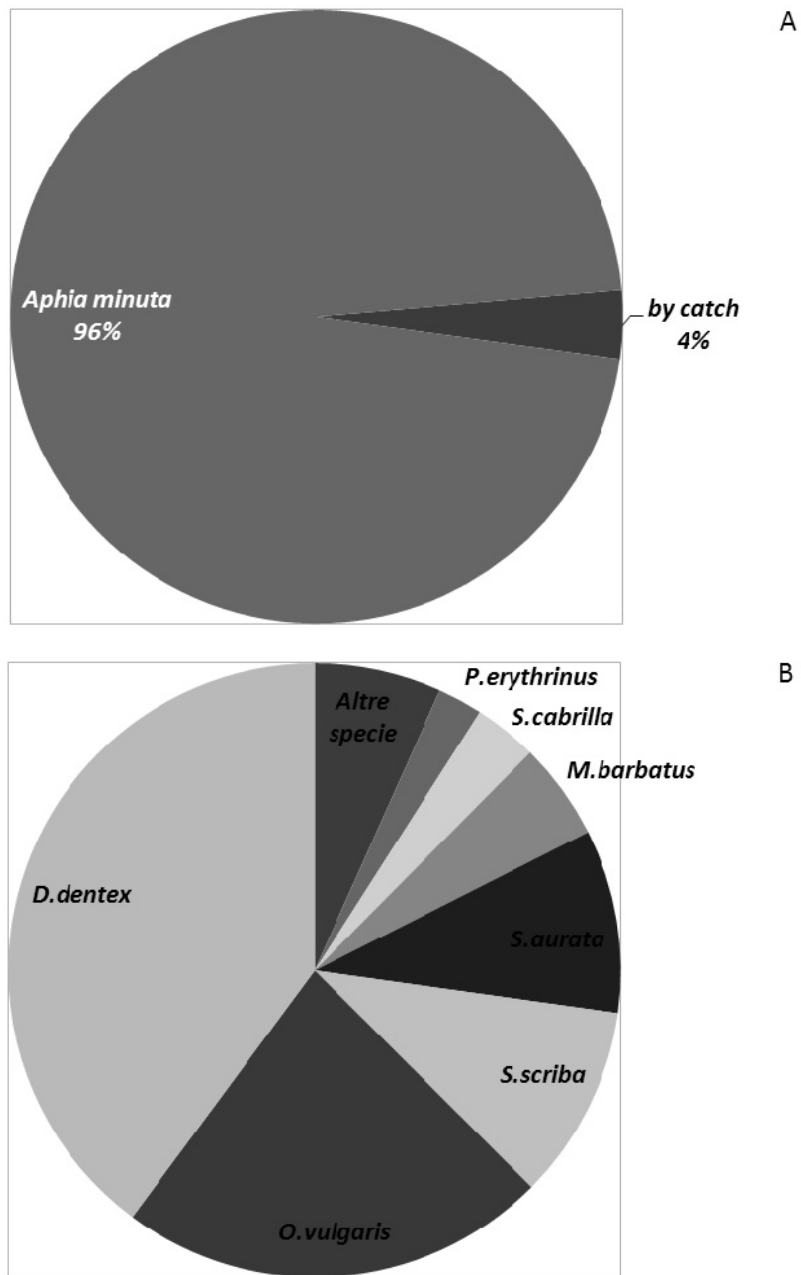 A
Aphia minuta
96%
by catch
4%
B
Altre
specie
P.erythrinus
S.cabrilla
M.barbatus
S.aurata
S.scriba
O.vulgaris
D.dentex